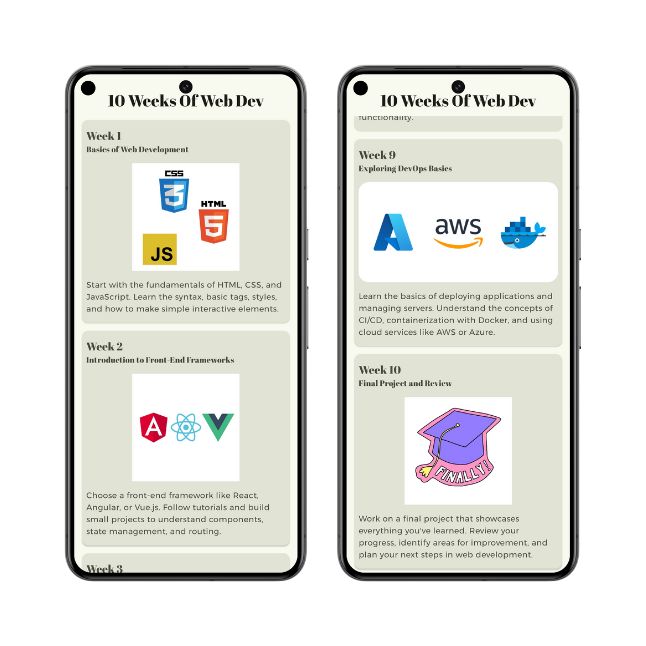 10 Weeks Of Web Dev
Week 1
Basics of Web Development
CSS
3
HTML
5
JS
Start with the fundamentals of HTML, CSS, and
JavaScript. Learn the syntax, basic tags, styles,
and how to make simple interactive elements.
Week 2
Introduction to Front-End Frameworks
A
Choose a front-end framework like React,
Angular, or Vue.js. Follow tutorials and build
small projects to understand components,
state management, and routing.
Week 3
10 Weeks Of Web Dev
functionality.
Week 9
Exploring DevOps Basics
aws
Learn the basics of deploying applications and
managing servers. Understand the concepts of
CI/CD, containerization with Docker, and using
cloud services like AWS or Azure.
Week 10
Final Project and Review
FINALLY!
Work on a final project that showcases
everything you've learned. Review your
progress, identify areas for improvement, and
plan your next steps in web development.